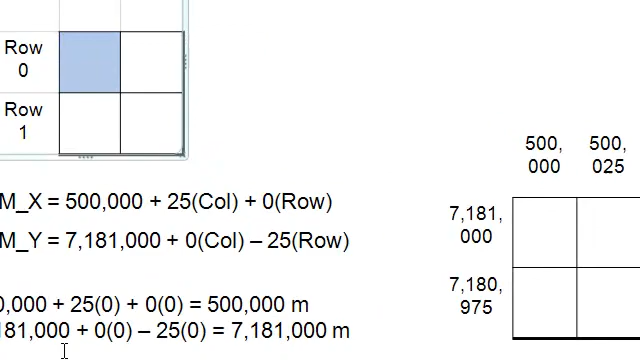 Row
0
Row
1
M_X = 500,000 + 25(Col) + 0(Row)
M_Y = 7,181,000 + 0(Col) – 25(Row)
0,000 + 25(0) + 0(0) = 500,000 m
181,000 + 0(0) – 25(0) = 7,181,000 m
500,
000
500,
025
7,181,
000
7,180,
975